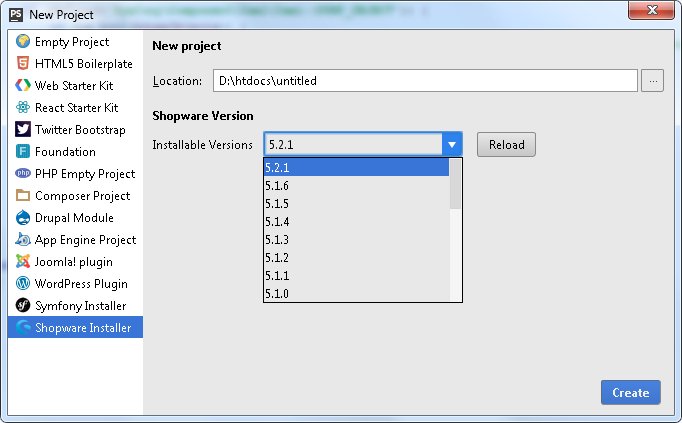 PS New Project
Empty Project
HTML5 Boilerplate
Web Starter Kit
React Starter Kit
Twitter Bootstrap
Foundation
PHP Empty Project
Composer Project
Drupal Module
App Engine Project
Joomla! plugin
WordPress Plugin
Symfony Installer
Shopware Installer
New project
Location: D:\htdocs\untitled ...
Shopware Version
Installable Versions 5.2.1 Reload
5.2.1
5.1.6
5.1.5
5.1.4
5.1.3
5.1.2
5.1.1
5.1.0
Create